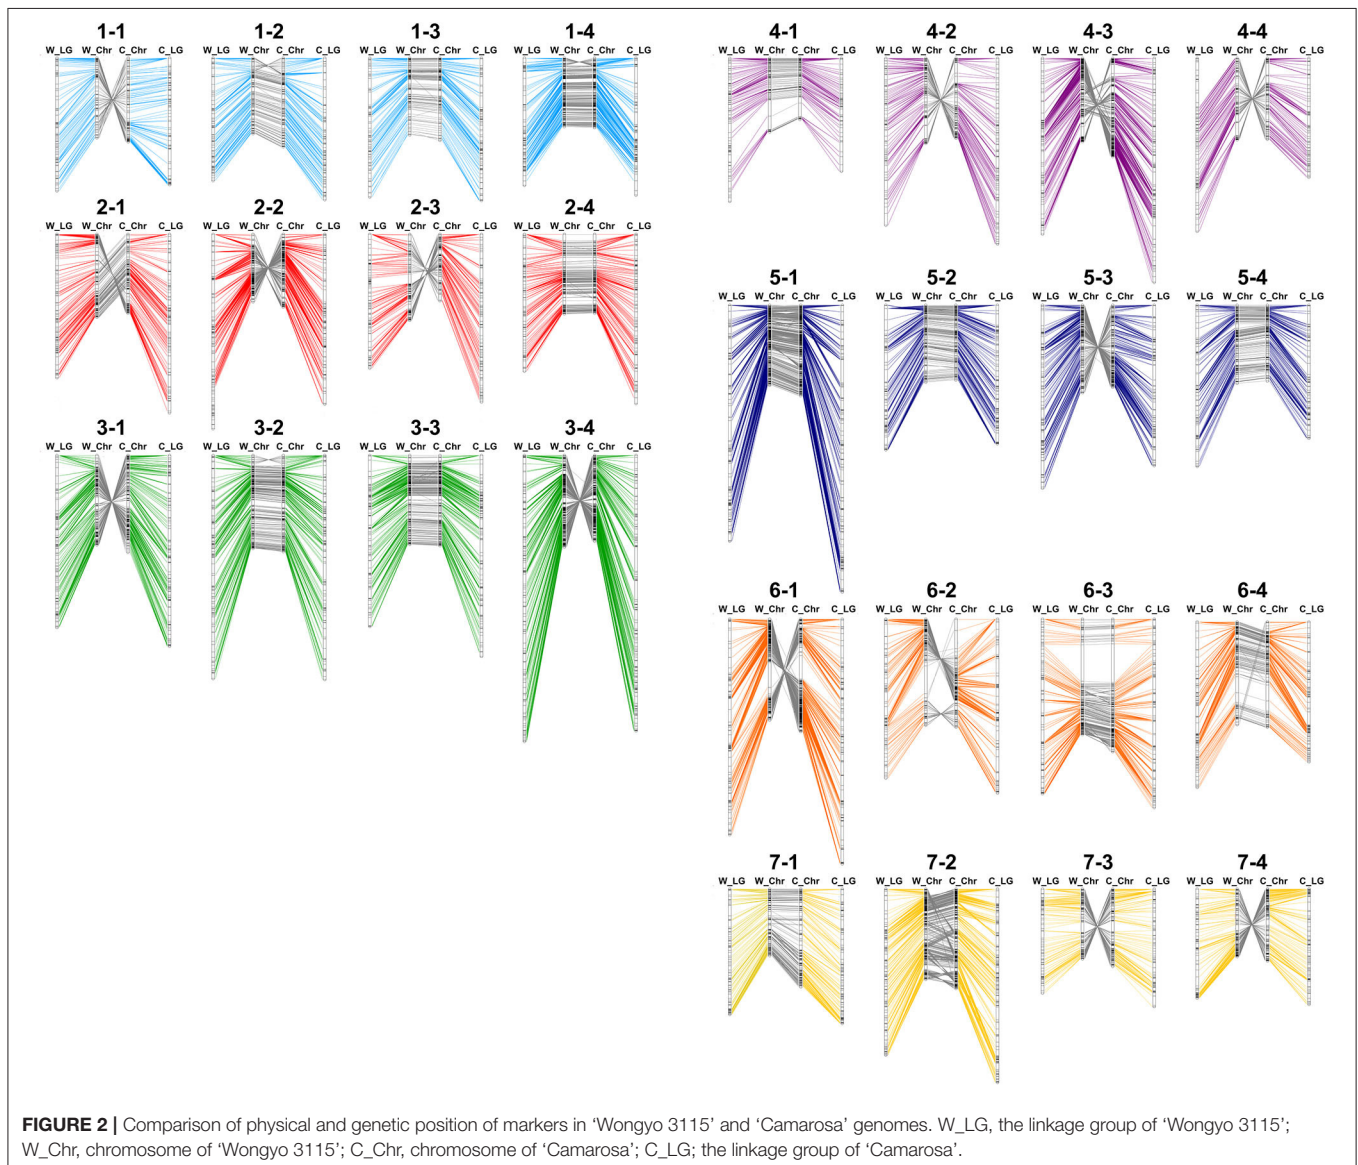 1-1 1-2 1-3 1-4
W_LG W_Chr C_Chr C_LG W_LG W_Chr C_Chr C_LG W_LG W_Chr C_Chr C_LG W_LG W_Chr C_Chr C_LG
2-1 2-2 2-3 2-4
W_LG W_Chr C_Chr C_LG W_LG W_Chr C_Chr C_LG W_LG W_Chr C_Chr C_LG W_LG W_Chr C_Chr C_LG
3-1 3-2 3-3 3-4
W_LG W_Chr C_Chr C_LG W_LG W_Chr C_Chr C_LG W_LG W_Chr C_Chr C_LG W_LG W_Chr C_Chr C_LG
4-1 4-2 4-3 4-4
W_LG W_Chr C_Chr C_LG W_LG W_Chr C_Chr C_LG W_LG W_Chr C_Chr C_LG W_LG W_Chr C_Chr C_LG
5-1 5-2 5-3 5-4
W_LG W_Chr C_Chr C_LG W_LG W_Chr C_Chr C_LG W_LG W_Chr C_Chr C_LG W_LG W_Chr C_Chr C_LG
6-1 6-2 6-3 6-4
W_LG W_Chr C_Chr C_LG W_LG W_Chr C_Chr C_LG W_LG W_Chr C_Chr C_LG W_LG W_Chr C_Chr C_LG
7-1 7-2 7-3 7-4
W_LG W_Chr C_Chr C_LG W_LG W_Chr C_Chr C_LG W_LG W_Chr C_Chr C_LG W_LG W_Chr C_Chr C_LG
FIGURE 2 | Comparison of physical and genetic position of markers in ‘Wongyo 3115’ and ‘Camarosa’ genomes. W_LG, the linkage group of ‘Wongyo 3115’;
W_Chr, chromosome of ‘Wongyo 3115’; C_Chr, chromosome of ‘Camarosa’; C_LG; the linkage group of ‘Camarosa’.